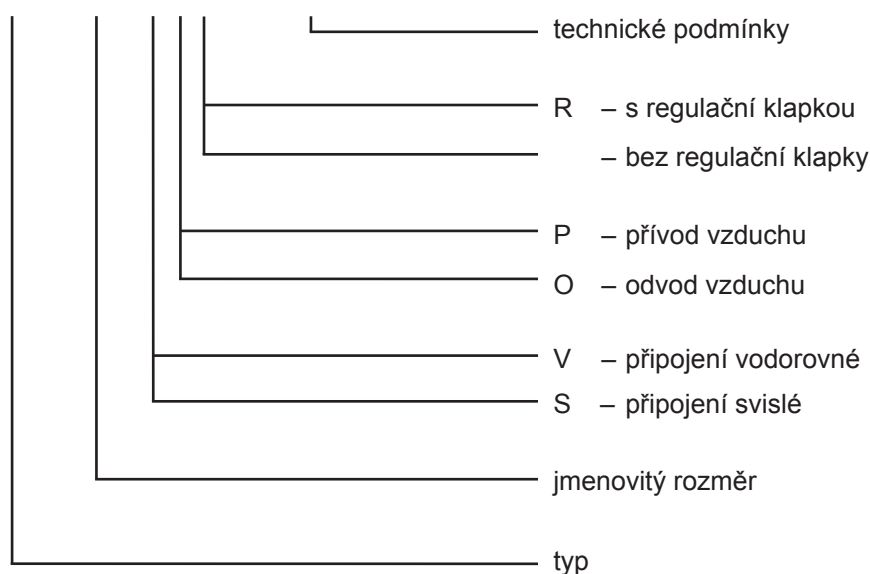 technické podmínky
R – s regulační klapkou
– bez regulační klapky
P – přívod vzduchu
O – odvod vzduchu
V – připojení vodorovné
S – připojení svislé
jmenovitý rozměr
typ